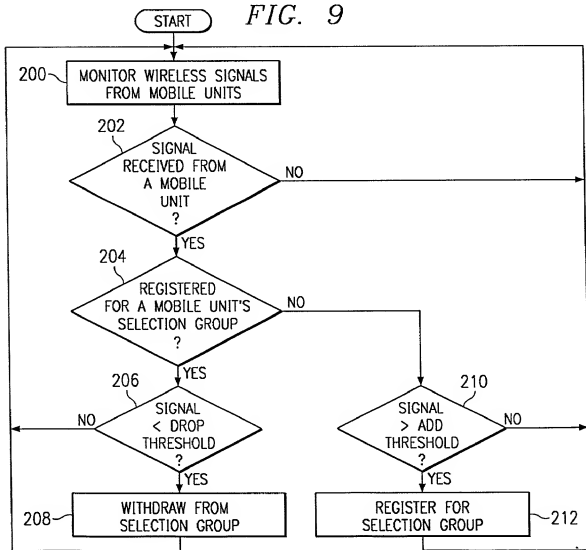 START
FIG. 9
200
MONITOR WIRELESS SIGNALS
FROM MOBILE UNITS
202
SIGNAL
RECEIVED FROM
A MOBILE
UNIT
?
NO
YES
204
REGISTERED
FOR A MOBILE UNIT'S
SELECTION GROUP
?
NO
YES
206
SIGNAL
< DROP
THRESHOLD
?
NO
YES
210
SIGNAL
> ADD
THRESHOLD
?
NO
YES
208
WITHDRAW FROM
SELECTION GROUP
REGISTER FOR
SELECTION GROUP
212